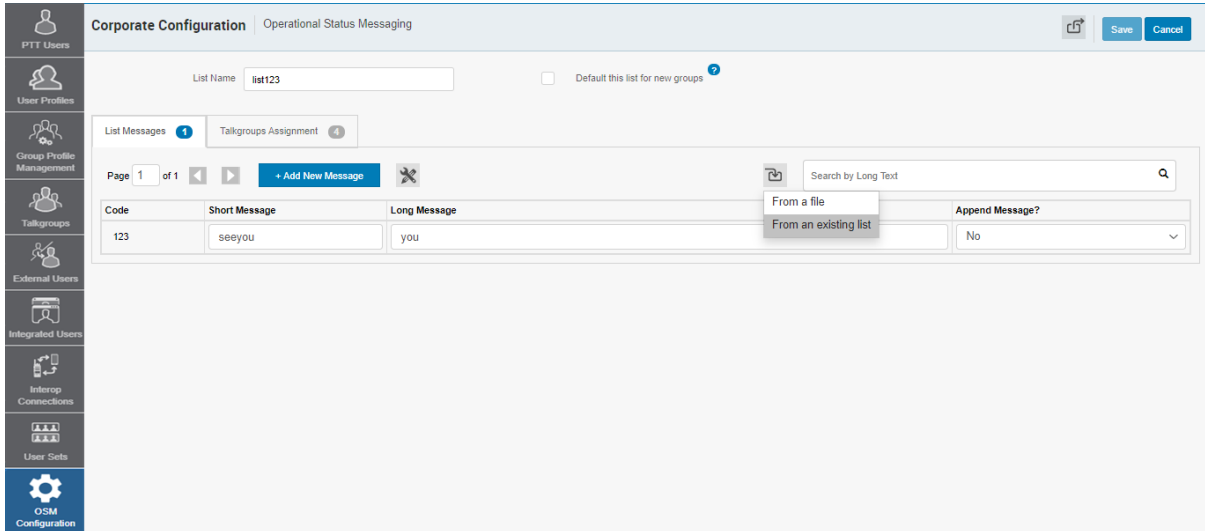 PTT Users
User Profiles
Group Profile
Management
Talkgroups
External Users
Integrated Users
Interop
Connections
User Sets
OSM
Configuration
Corporate Configuration Operational Status Messaging
Save Cancel
List Name list123 Default this list for new groups ?
List Messages 1 Talkgroups Assignment 4
Page 1 of 1 + Add New Message Search by Long Text
From a file
From an existing list
Code Short Message Long Message Append Message?
123 seeyou you No